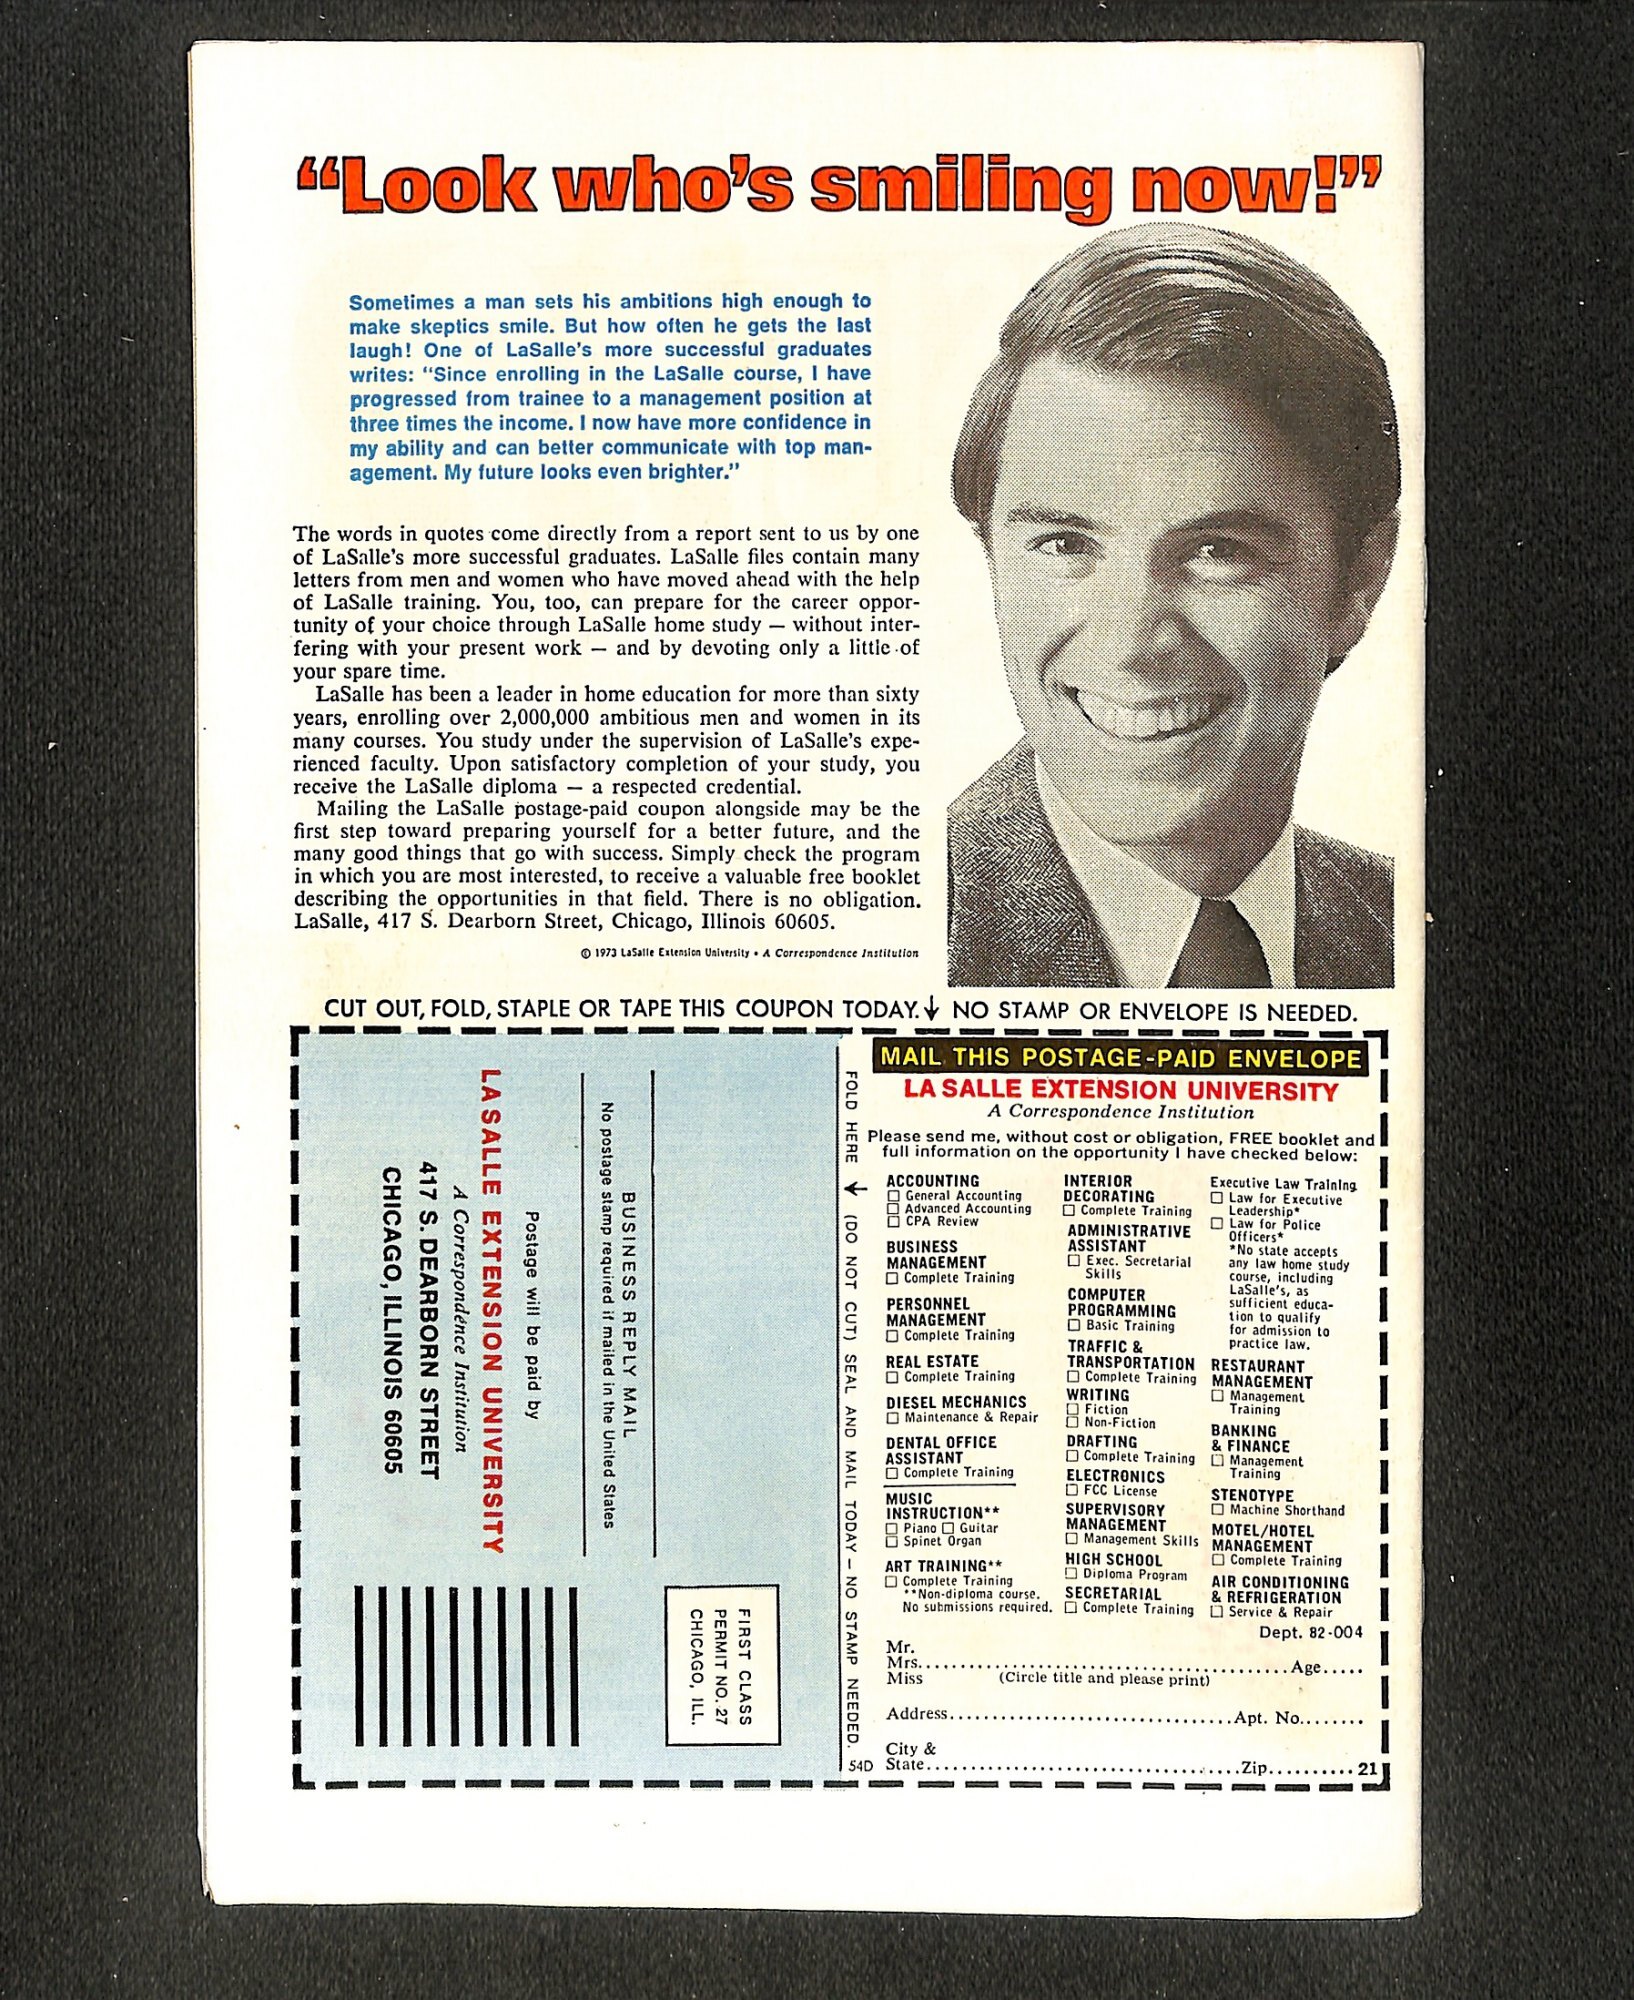 “Look who’s smiling now!”
Sometimes a man sets his ambitions high enough to
make skeptics smile. But how often he gets the last
laugh! One of LaSalle’s more successful graduates
writes: “Since enrolling in the LaSalle course, I have
progressed from trainee to a management position at
three times the income. I now have more confidence in
my ability and can better communicate with top man-
agement. My future looks even brighter.”
The words in quotes come directly from a report sent to us by one
of LaSalle’s more successful graduates. LaSalle files contain many
letters from men and women who have moved ahead with the help
of LaSalle training. You, too, can prepare for the career oppor-
tunity of your choice through LaSalle home study — without inter-
fering with your present work — and by devoting only a little of
your spare time.
LaSalle has been a leader in home education for more than sixty
years, enrolling over 2,000,000 ambitious men and women in its
many courses. You study under the supervision of LaSalle’s expe-
rienced faculty. Upon satisfactory completion of your study, you
receive the LaSalle diploma — a respected credential.
Mailing the LaSalle postage-paid coupon alongside may be the
first step toward preparing yourself for a better future, and the
many good things that go with success. Simply check the program
in which you are most interested, to receive a valuable free booklet
describing the opportunities in that field. There is no obligation.
LaSalle, 417 S. Dearborn Street, Chicago, Illinois 60605.
© 1973 LaSalle Extension University • A Correspondence Institution
CUT OUT, FOLD, STAPLE OR TAPE THIS COUPON TODAY.↓ NO STAMP OR ENVELOPE IS NEEDED.
FIRST CLASS
PERMIT NO. 27
CHICAGO, ILL.
BUSINESS REPLY MAIL
No postage stamp required if mailed in the United States
Postage will be paid by
LA SALLE EXTENSION UNIVERSITY
A Correspondence Institution
417 S. DEARBORN STREET
CHICAGO, ILLINOIS 60605
FOLD HERE ↓ (DO NOT CUT) SEAL AND MAIL TODAY – NO STAMP NEEDED.
MAIL THIS POSTAGE-PAID ENVELOPE
LA SALLE EXTENSION UNIVERSITY
A Correspondence Institution
Please send me, without cost or obligation, FREE booklet and
full information on the opportunity I have checked below:
ACCOUNTING
☐ General Accounting
☐ Advanced Accounting
☐ CPA Review
BUSINESS
MANAGEMENT
☐ Complete Training
PERSONNEL
MANAGEMENT
☐ Complete Training
REAL ESTATE
☐ Complete Training
DIESEL MECHANICS
☐ Maintenance & Repair
DENTAL OFFICE
ASSISTANT
☐ Complete Training
MUSIC
INSTRUCTION**
☐ Piano ☐ Guitar
☐ Spinet Organ
ART TRAINING**
☐ Complete Training
**Non-diploma course.
No submissions required.
INTERIOR
DECORATING
☐ Complete Training
ADMINISTRATIVE
ASSISTANT
☐ Exec. Secretarial
Skills
COMPUTER
PROGRAMMING
☐ Basic Training
TRAFFIC &
TRANSPORTATION
☐ Complete Training
WRITING
☐ Fiction
☐ Non-Fiction
DRAFTING
☐ Complete Training
ELECTRONICS
☐ FCC License
SUPERVISORY
MANAGEMENT
☐ Management Skills
HIGH SCHOOL
☐ Diploma Program
SECRETARIAL
☐ Complete Training
Executive Law Training
☐ Law for Executive
Leadership*
☐ Law for Police
Officers*
*No state accepts
any law home study
course, including
LaSalle’s, as
sufficient educa-
tion to qualify
for admission to
practice law.
RESTAURANT
MANAGEMENT
☐ Management
Training
BANKING
& FINANCE
☐ Management
Training
STENOTYPE
☐ Machine Shorthand
MOTEL/HOTEL
MANAGEMENT
☐ Complete Training
AIR CONDITIONING
& REFRIGERATION
☐ Service & Repair
Dept. 82-004
Mr.
Mrs. Age
Miss (Circle title and please print)
Address Apt. No.
City &
State Zip 21
54D